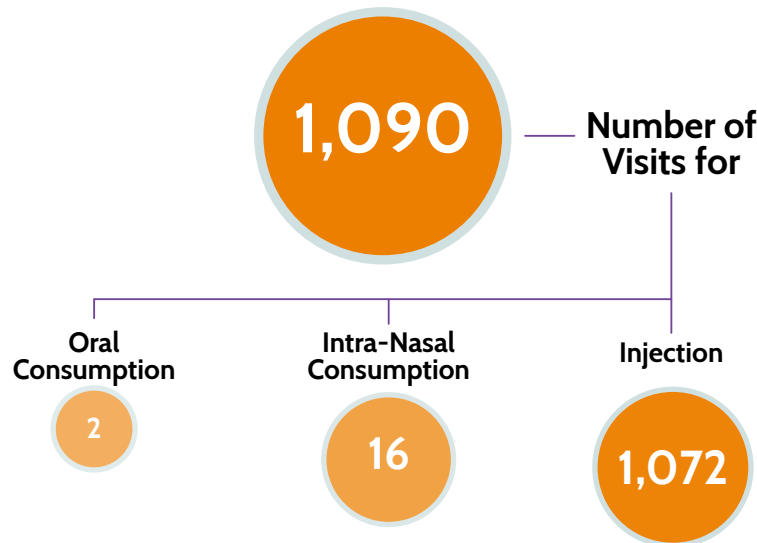 1,090
Number of
Visits for
Oral
Consumption
2
Intra-Nasal
Consumption
16
Injection
1,072